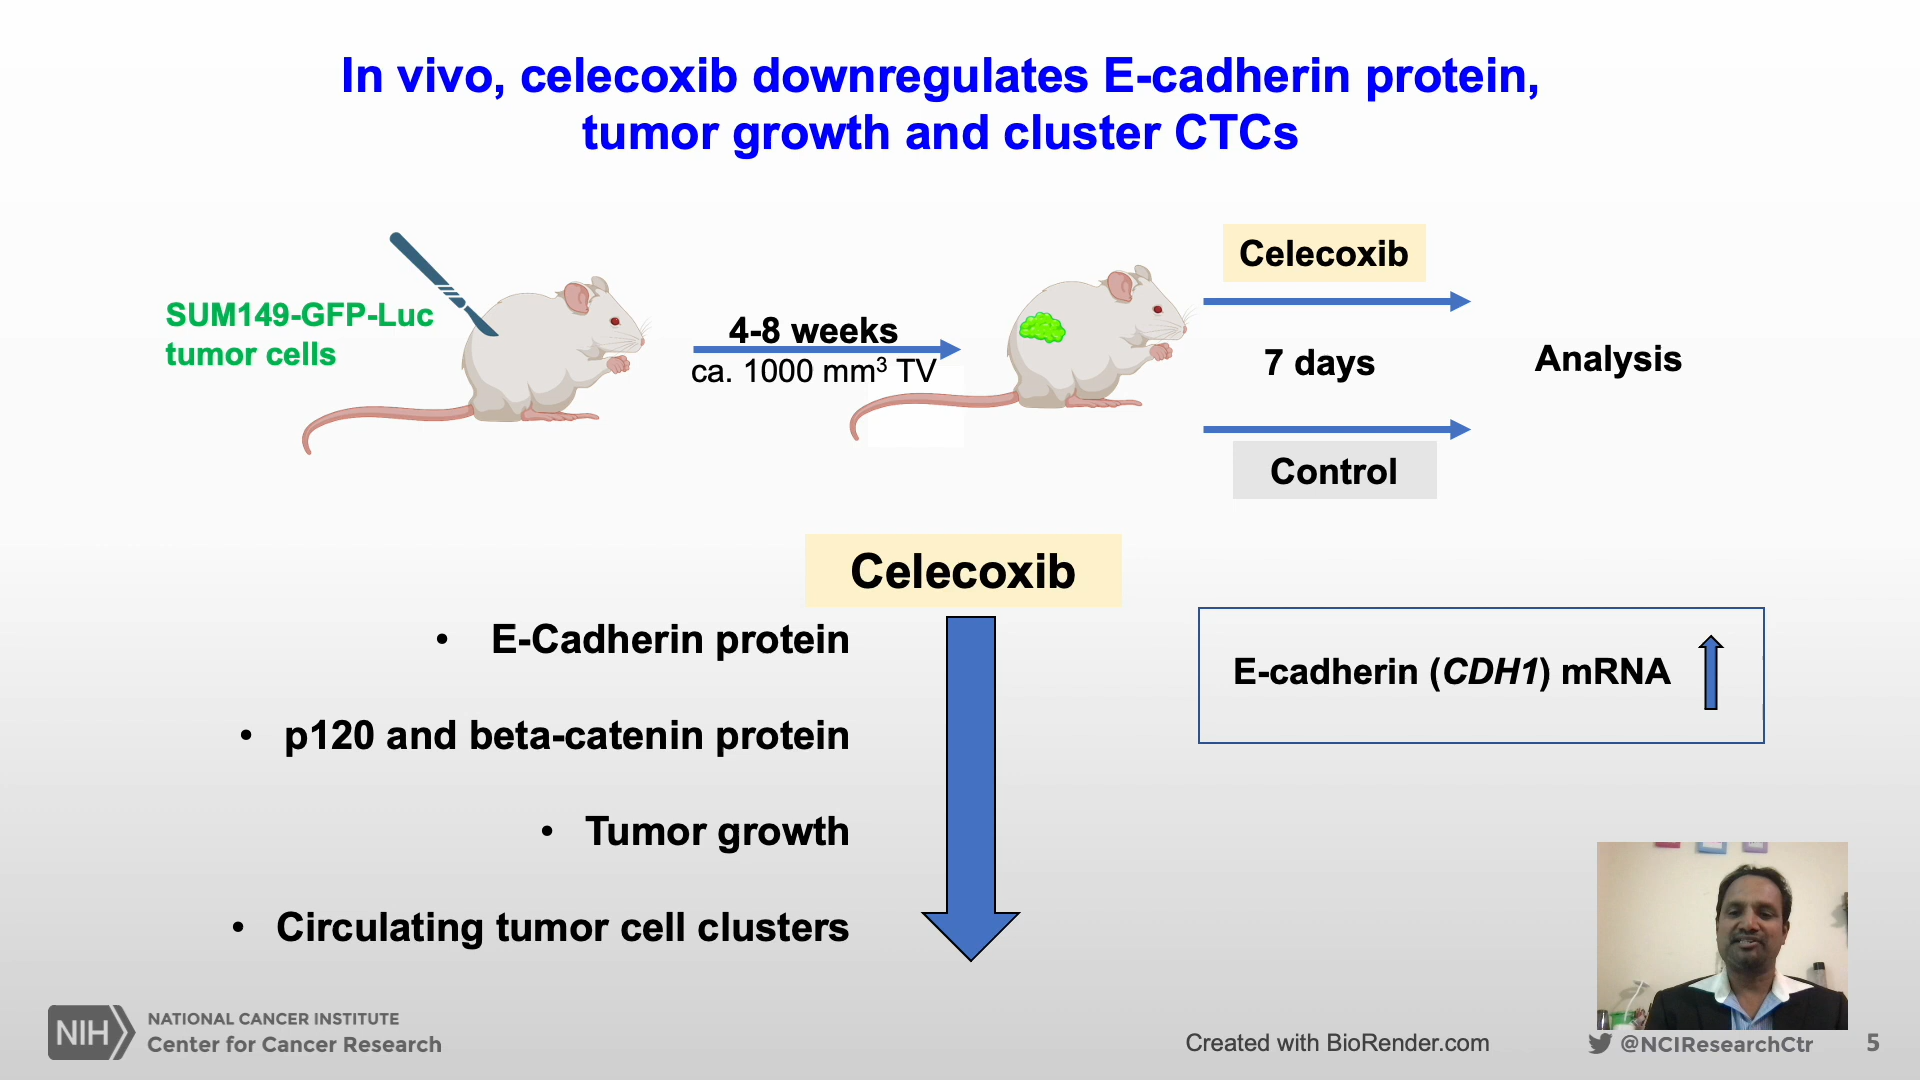 In vivo, celecoxib downregulates E-cadherin protein,
tumor growth and cluster CTCs
SUM149-GFP-Luc
tumor cells
4-8 weeks
ca. 1000 mm³ TV
Celecoxib
7 days
Control
Analysis
Celecoxib
• E-Cadherin protein
• p120 and beta-catenin protein
• Tumor growth
• Circulating tumor cell clusters
E-cadherin (CDH1) mRNA
NIH
NATIONAL CANCER INSTITUTE
Center for Cancer Research
Created with BioRender.com
@NCIResearchCtr
5